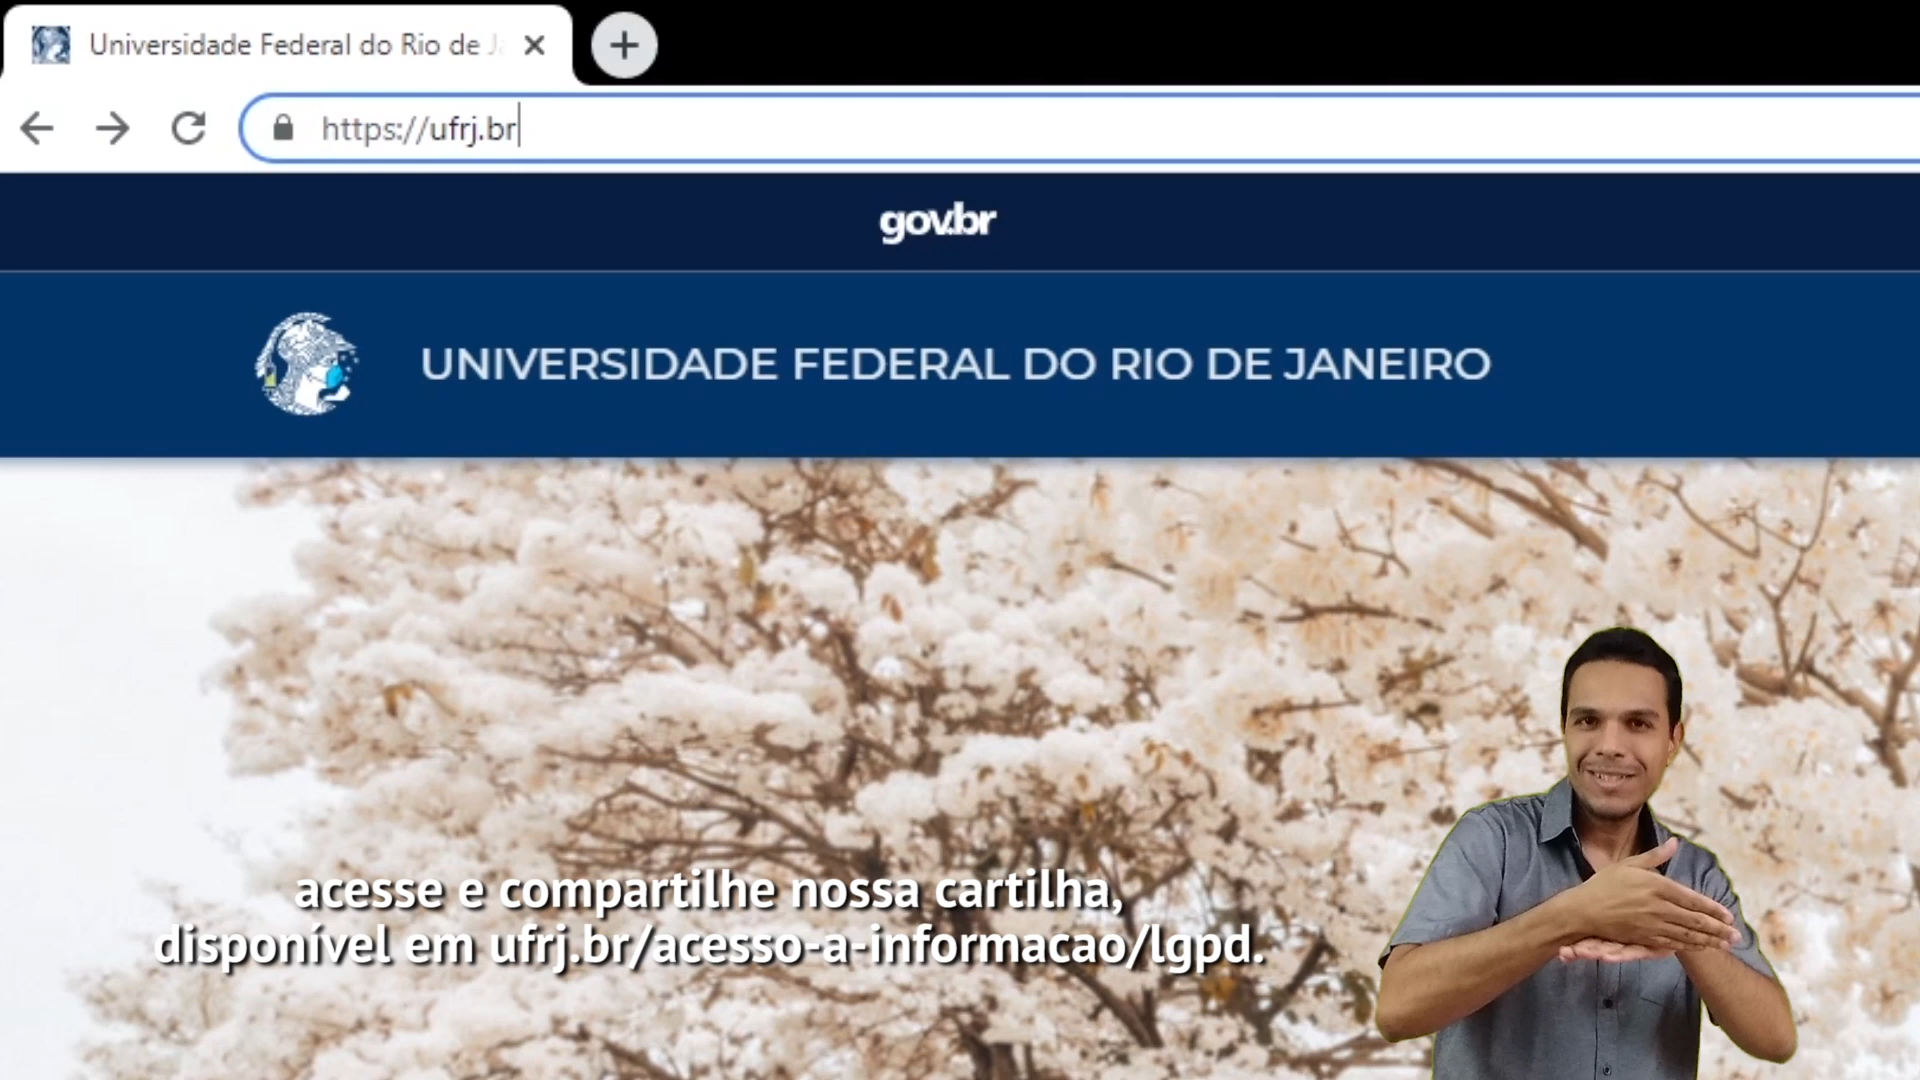 Universidade Federal do Rio de Ja
https://ufrj.br
gov.br
UNIVERSIDADE FEDERAL DO RIO DE JANEIRO
acesse e compartilhe nossa cartilha,
disponível em ufrj.br/acesso-a-informacao/lgpd.